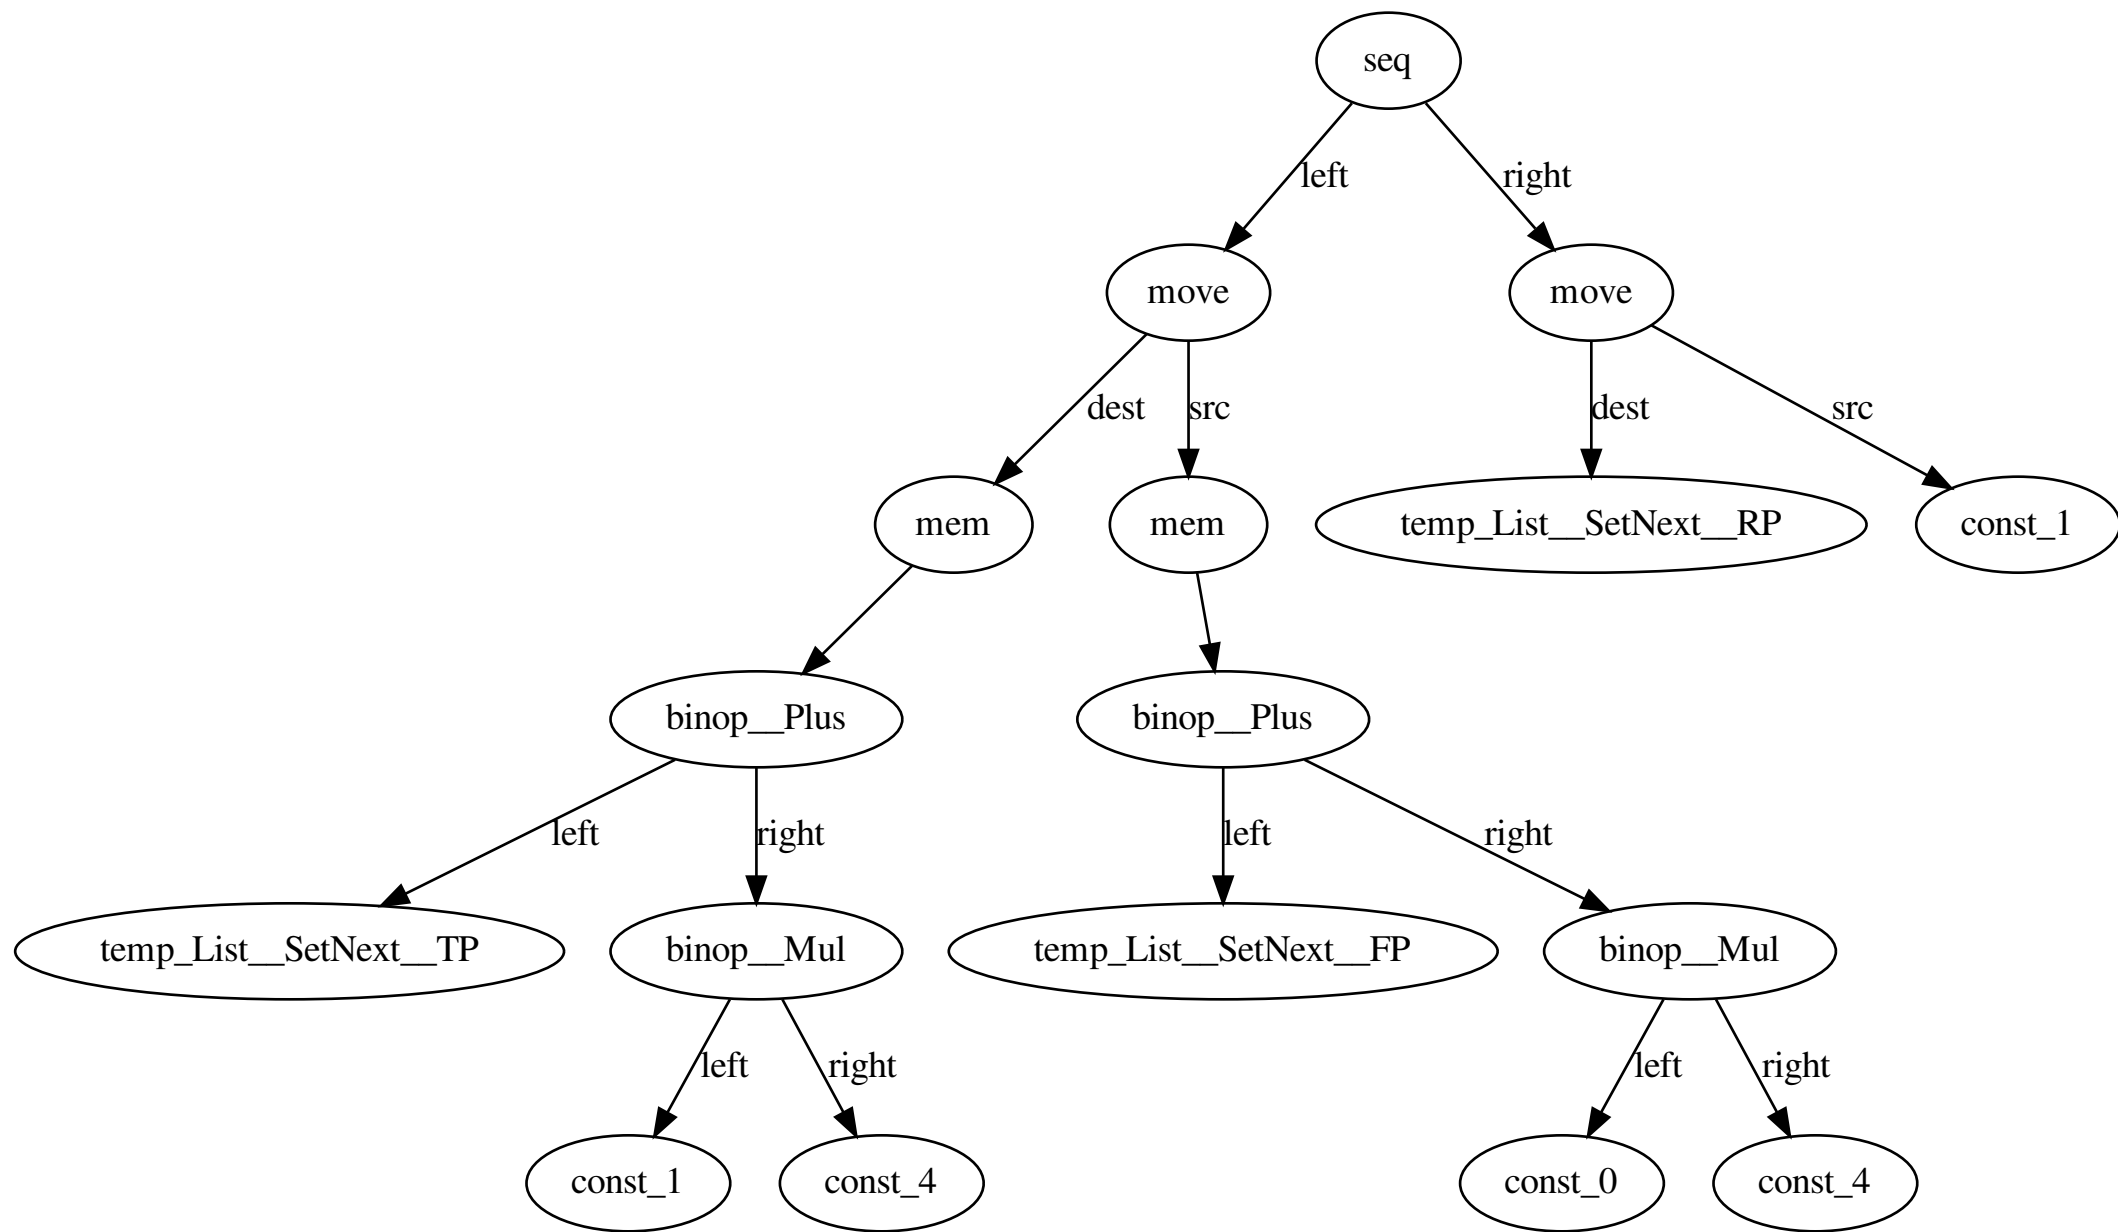 seq
left
right
move
move
dest
src
dest
src
mem
mem
temp_List__SetNext__RP
const_1
binop__Plus
binop__Plus
left
right
left
right
temp_List__SetNext__TP
binop__Mul
temp_List__SetNext__FP
binop__Mul
left
right
left
right
const_1
const_4
const_0
const_4